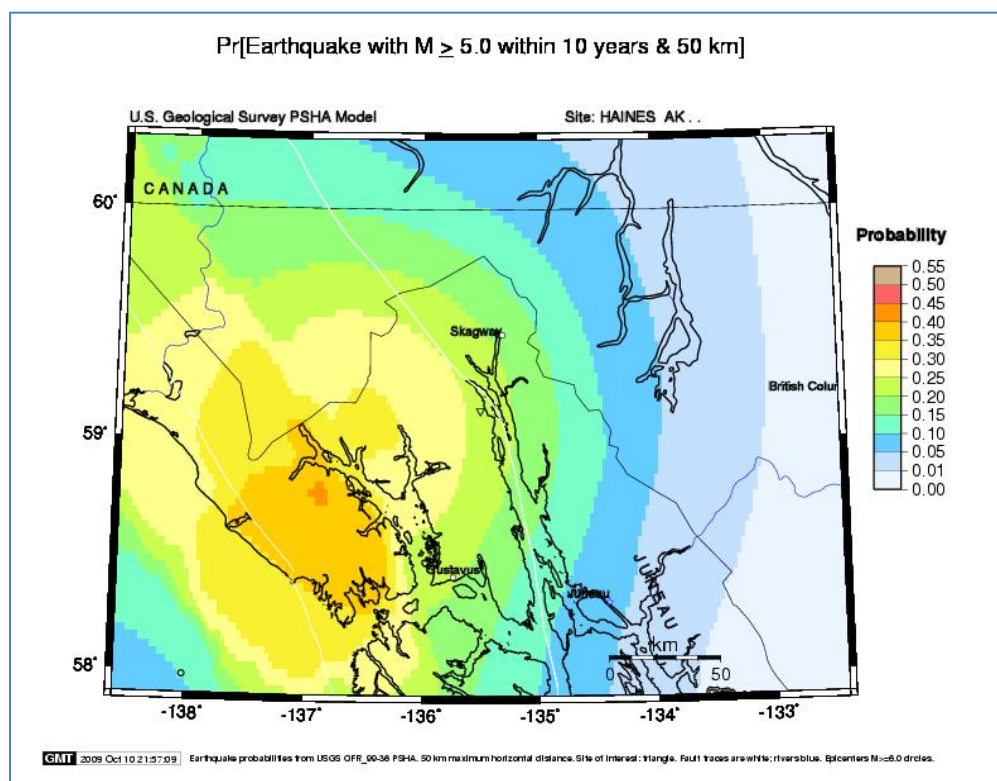 Pr[Earthquake with M ≥ 5.0 within 10 years & 50 km]
U.S. Geological Survey PSHA Model Site: HAINES AK . .
CANADA
60°
Probability
0.55
0.50
0.45
0.40
0.35
0.30
0.25
0.20
0.15
0.10
0.05
0.01
0.00
Skagway
British Colur
59°
Gustavus
Juneau
JUNEAU
km
0 50
58°
-138° -137° -136° -135° -134° -133°
GMT 2009 Oct 10 21:57:09 Earthquake probabilities from USGS OFR_99-36 PSHA. 50 km maximum horizontal distance. Site of interest: triangle. Fault traces are white; rivers blue. Epicenters M>=6.0 circles.